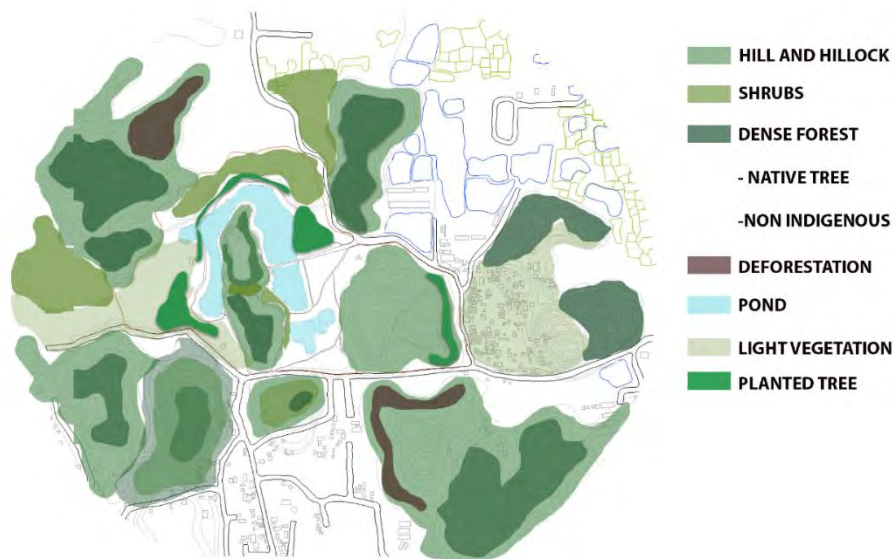 HILL AND HILLOCK
SHRUBS
DENSE FOREST
- NATIVE TREE
-NON INDIGENOUS
DEFORESTATION
POND
LIGHT VEGETATION
PLANTED TREE